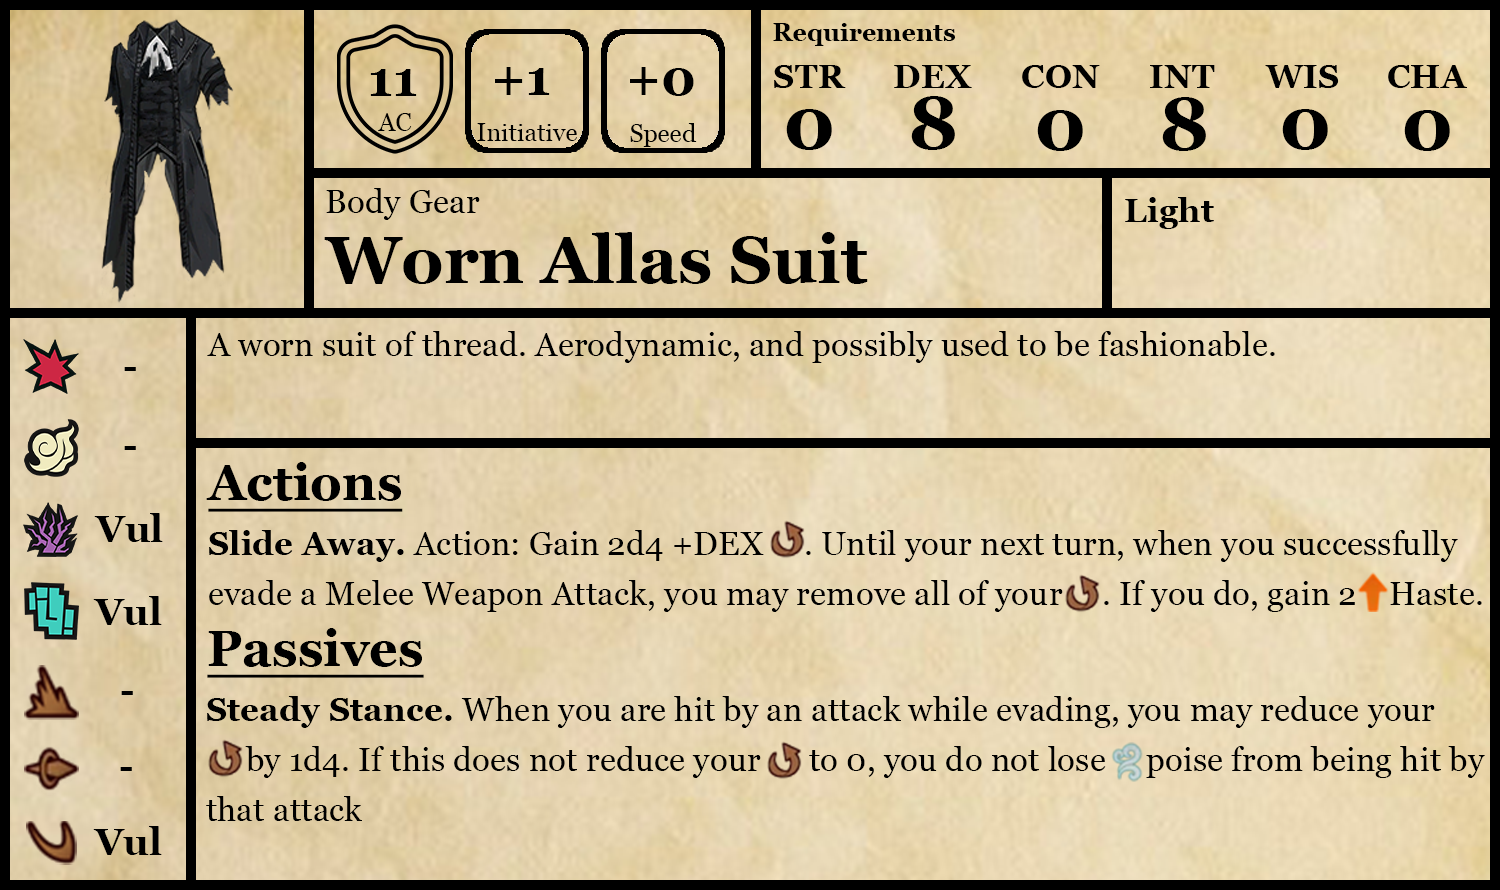 11
AC
+1
Initiative
+0
Speed
Requirements
STR DEX CON INT WIS CHA
0 8 0 8 0 0
Body Gear
Worn Allas Suit
Light
-
-
Vul
Vul
-
-
Vul
A worn suit of thread. Aerodynamic, and possibly used to be fashionable.
Actions
Slide Away. Action: Gain 2d4 +DEX . Until your next turn, when you successfully
evade a Melee Weapon Attack, you may remove all of your . If you do, gain 2 Haste.
Passives
Steady Stance. When you are hit by an attack while evading, you may reduce your
by 1d4. If this does not reduce your to 0, you do not lose poise from being hit by
that attack